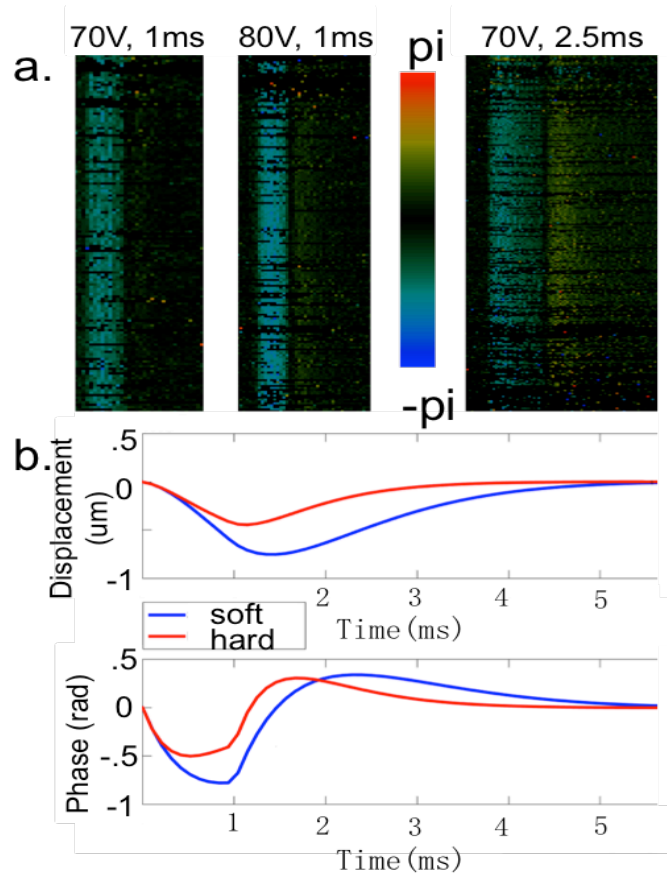 70V, 1ms 80V, 1ms pi 70V, 2.5ms
a.
-pi
b.
Displacement (um)
.5
0
-1
2 3 4 5
Time(ms)
soft
hard
Phase (rad)
.5
0
-.5
-1
1 2 3 4 5
Time(ms)